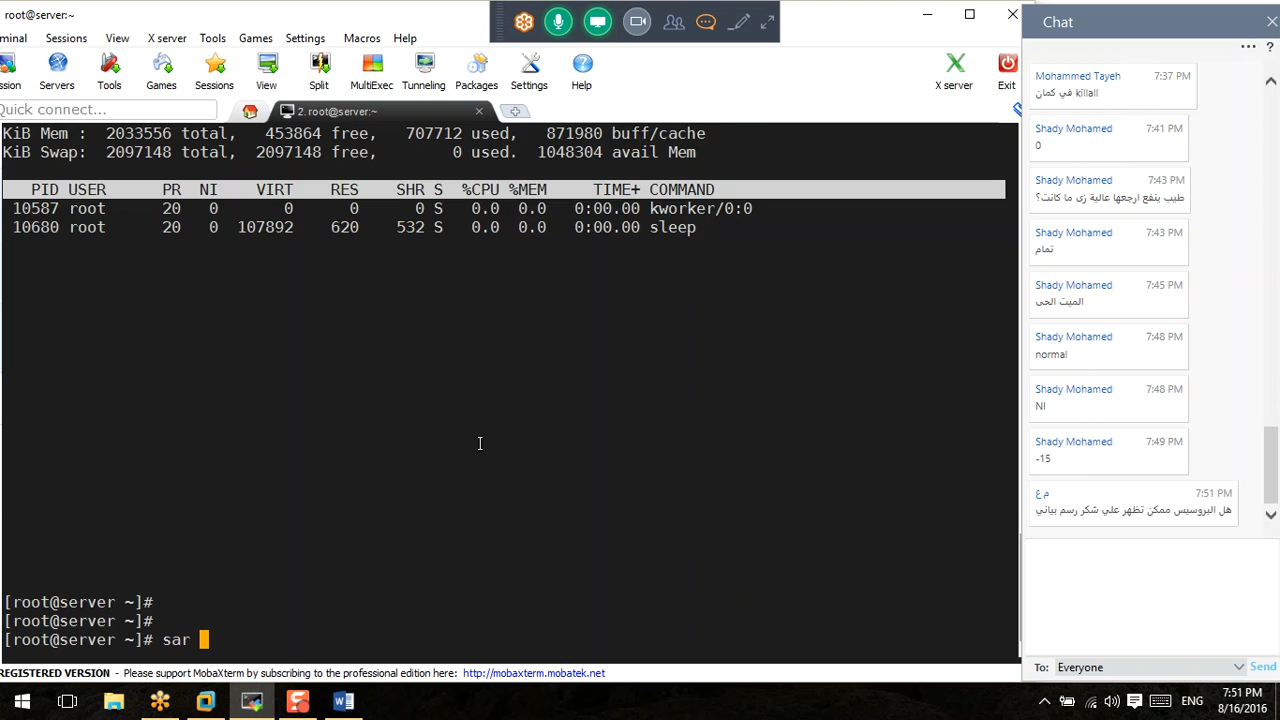 root@server:~
minal Sessions View X server Tools Games Settings Macros Help
ssion Servers Tools Games Sessions View Split MultiExec Tunneling Packages Settings Help X server Exit
Quick connect...
2. root@server:~
KiB Mem : 2033556 total, 453864 free, 707712 used, 871980 buff/cache
KiB Swap: 2097148 total, 2097148 free, 0 used. 1048304 avail Mem
PID USER PR NI VIRT RES SHR S %CPU %MEM TIME+ COMMAND
10587 root 20 0 0 0 0 S 0.0 0.0 0:00.00 kworker/0:0
10680 root 20 0 107892 620 532 S 0.0 0.0 0:00.00 sleep
[root@server ~]#
[root@server ~]#
[root@server ~]# sar
REGISTERED VERSION - Please support MobaXterm by subscribing to the professional edition here: http://mobaxterm.mobatek.net
Chat
Mohammed Tayeh 7:37 PM
في كمان killall
Shady Mohamed 7:41 PM
0
Shady Mohamed 7:43 PM
طيب ينفع ارجعها عالية زى ما كانت؟
Shady Mohamed 7:43 PM
تمام
Shady Mohamed 7:45 PM
الميت الحى
Shady Mohamed 7:48 PM
normal
Shady Mohamed 7:48 PM
NI
Shady Mohamed 7:49 PM
-15
م ع 7:51 PM
هل البروسيس ممكن تظهر علي شكر رسم بياني
To: Everyone Send
ENG 7:51 PM
8/16/2016